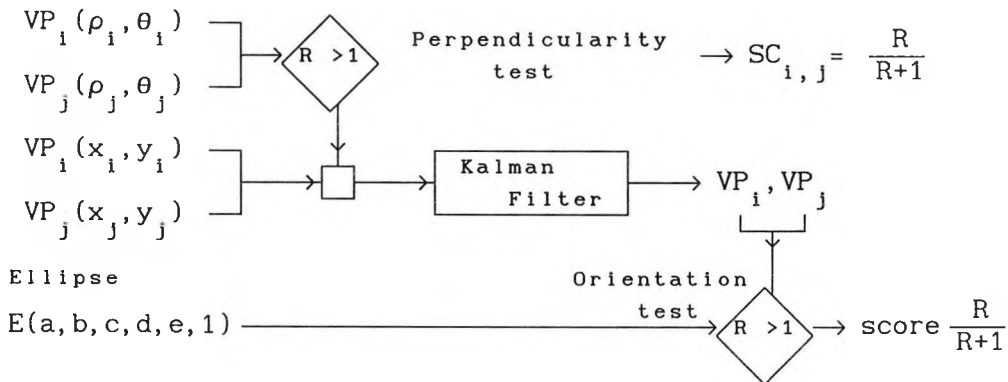 VP_i(ρ_i,θ_i)
VP_j(ρ_j,θ_j)
R >1
Perpendicularity
test
SC_i,j= R/R+1
VP_i(x_i,y_i)
VP_j(x_j,y_j)
Kalman
Filter
VP_i,VP_j
Ellipse
E(a,b,c,d,e,1)
Orientation
test
R >1
score R/R+1